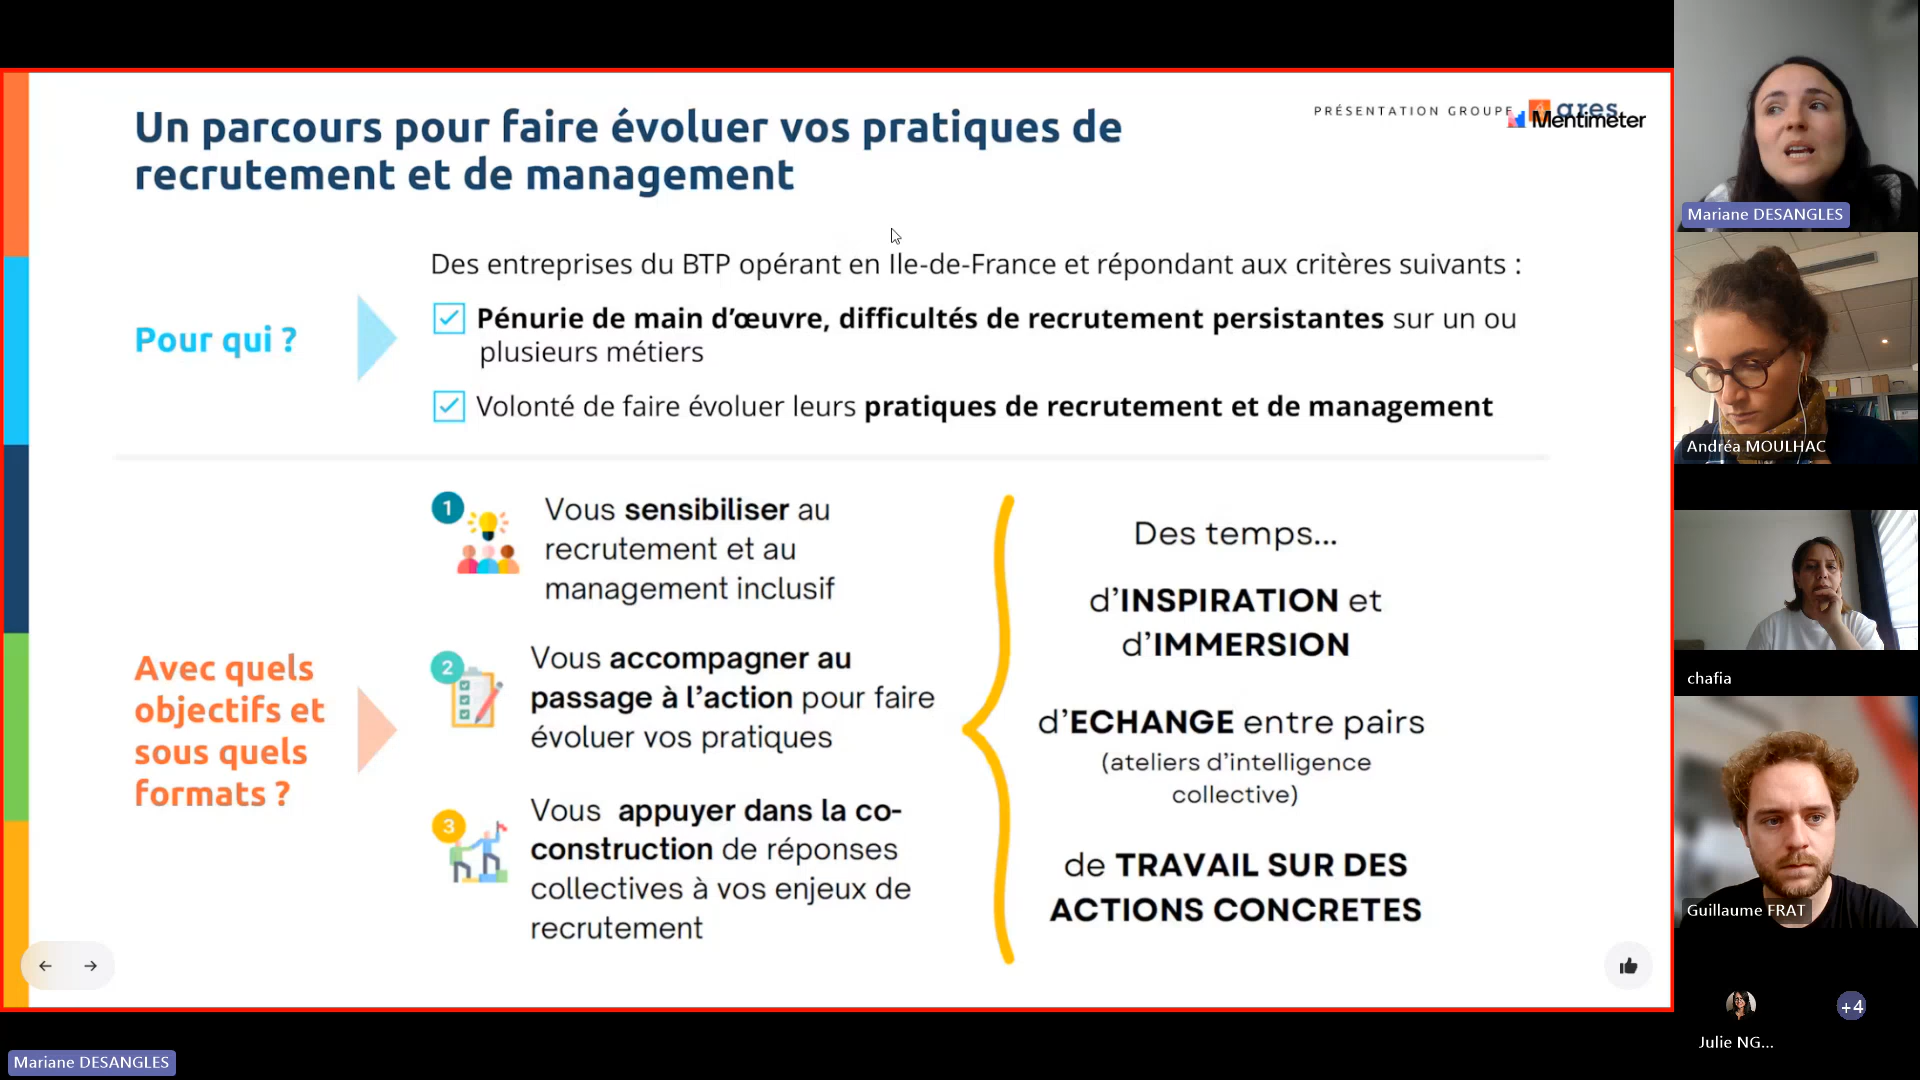 Un parcours pour faire évoluer vos pratiques de
recrutement et de management
PRÉSENTATION GROUPE
ares
Mentimeter
Pour qui ?
Des entreprises du BTP opérant en Ile-de-France et répondant aux critères suivants :
Pénurie de main d'œuvre, difficultés de recrutement persistantes sur un ou
plusieurs métiers
Volonté de faire évoluer leurs pratiques de recrutement et de management
Avec quels
objectifs et
sous quels
formats ?
1
Vous sensibiliser au
recrutement et au
management inclusif
2
Vous accompagner au
passage à l'action pour faire
évoluer vos pratiques
3
Vous appuyer dans la co-
construction de réponses
collectives à vos enjeux de
recrutement
Des temps...
d'INSPIRATION et
d'IMMERSION
d'ECHANGE entre pairs
(ateliers d'intelligence
collective)
de TRAVAIL SUR DES
ACTIONS CONCRETES
Mariane DESANGLES
Andréa MOULHAC
chafia
Guillaume FRAT
Julie NG...
+4
Mariane DESANGLES